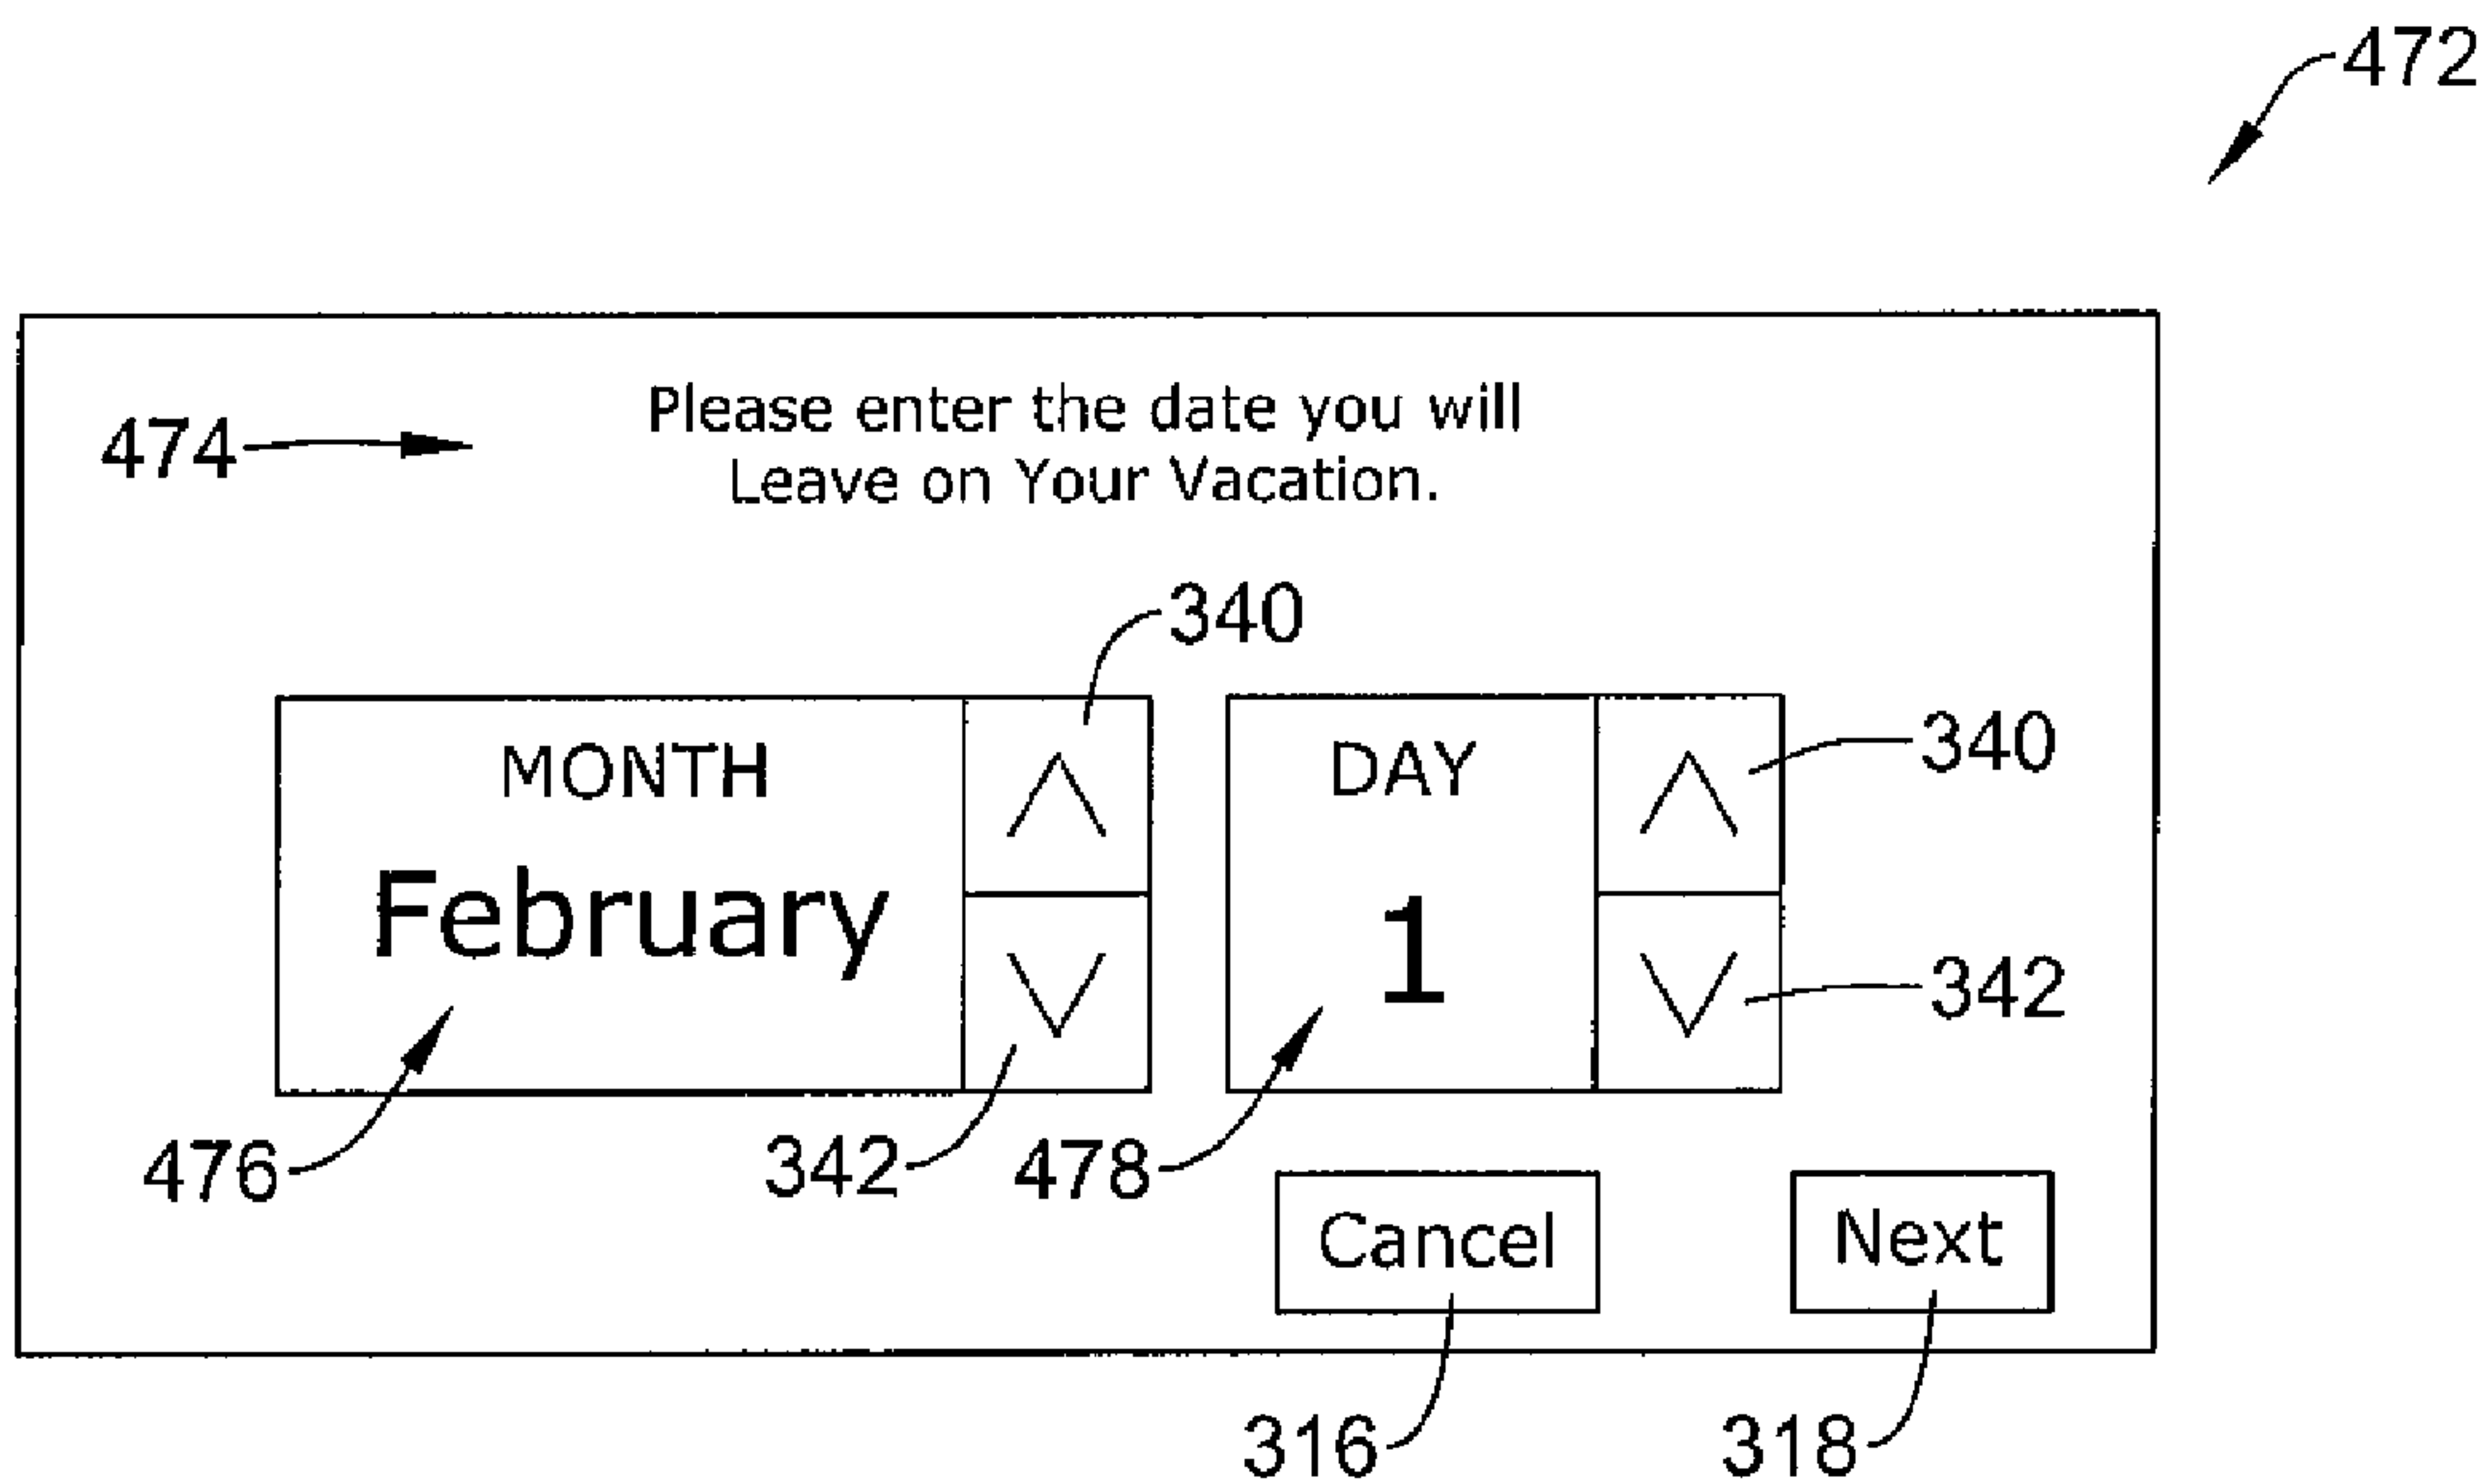 472
474
Please enter the date you will
Leave on Your Vacation.
340
MONTH
February
DAY
1
340
342
476
342
478
Cancel
Next
316
318